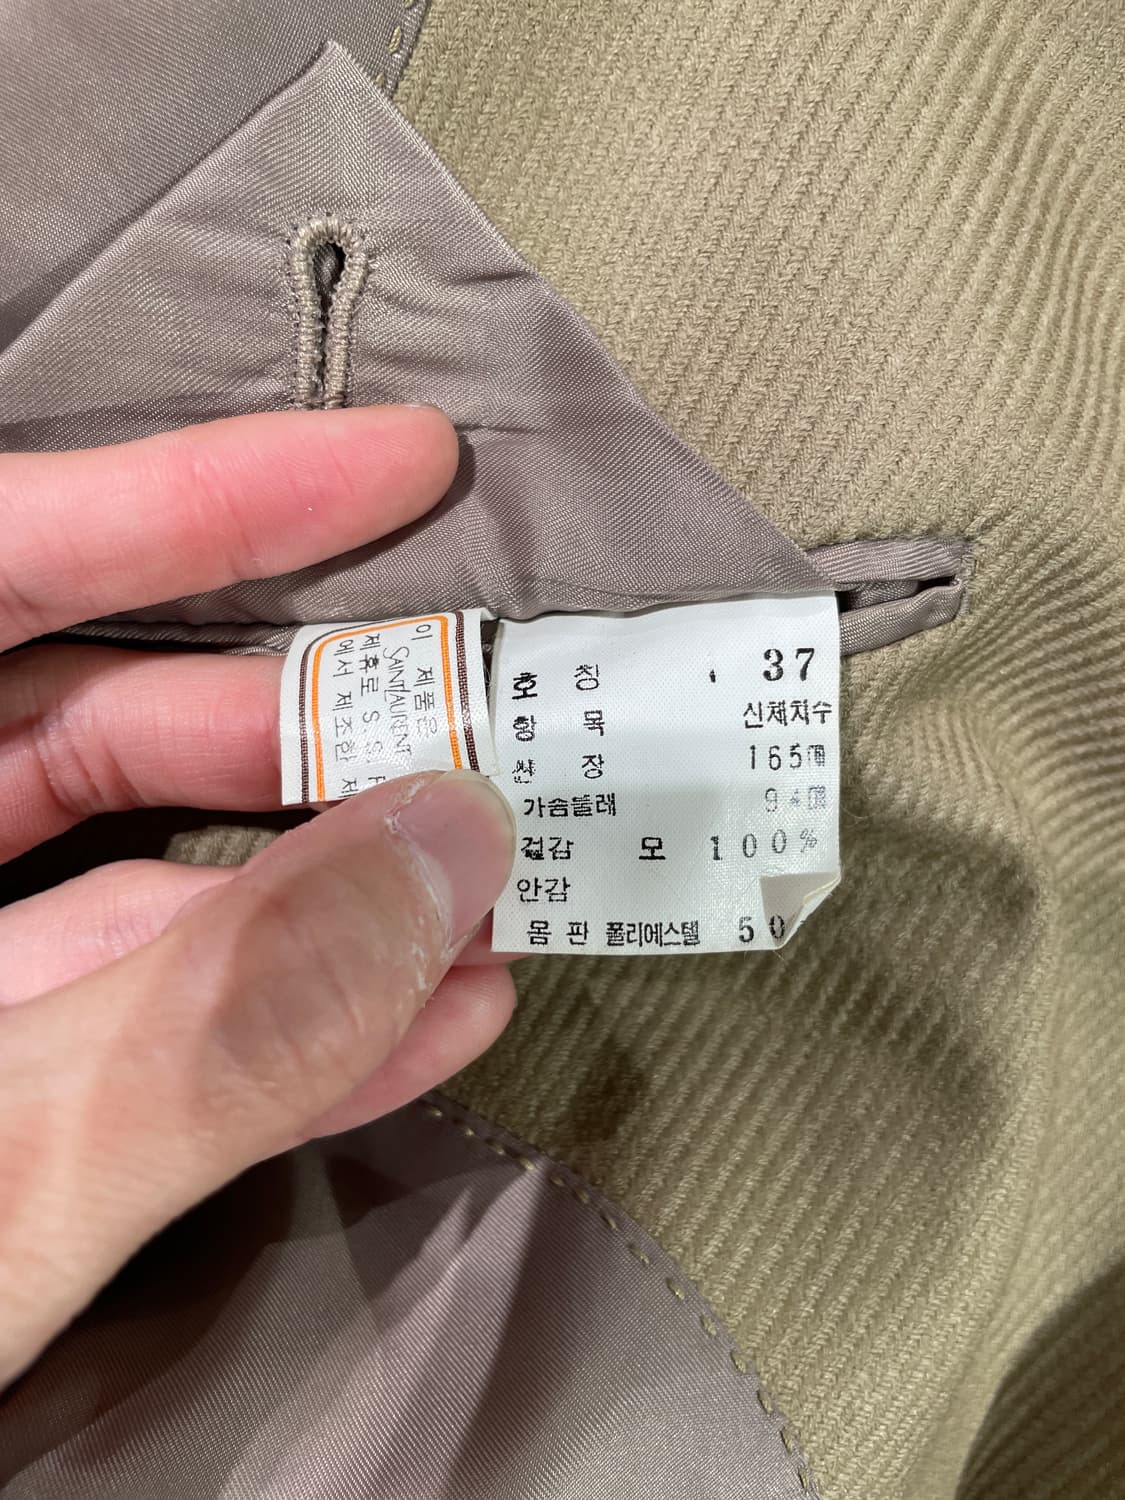 이 제품은
SAINT LAURENT
제휴로 S.S.F
에서 제조한 제
호 칭 37
항 목 신체치수
신 장 165㎝
가슴둘레 94㎝
겉감 모 100%
안감
몸 판 폴리에스텔 50